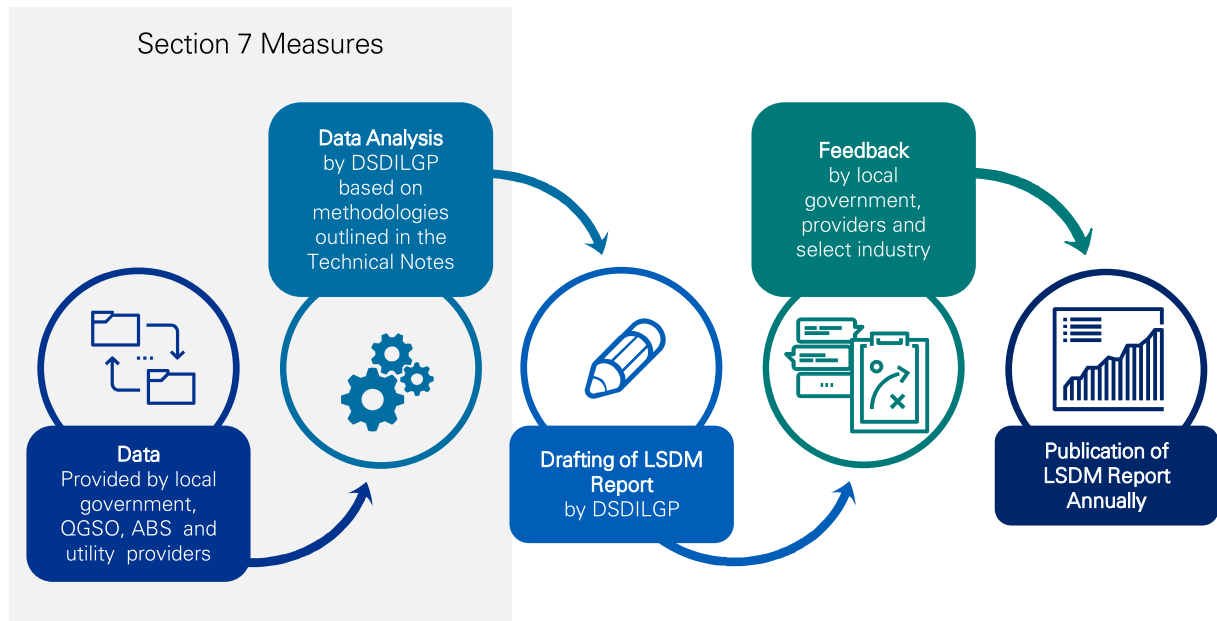 Section 7 Measures
Data Analysis
by DSDILGP
based on
methodologies
outlined in the
Technical Notes
Data
Provided by local
government,
QGSO, ABS and
utility providers
Drafting of LSDM
Report
by DSDILGP
Feedback
by local
government,
providers and
select industry
Publication of
LSDM Report
Annually